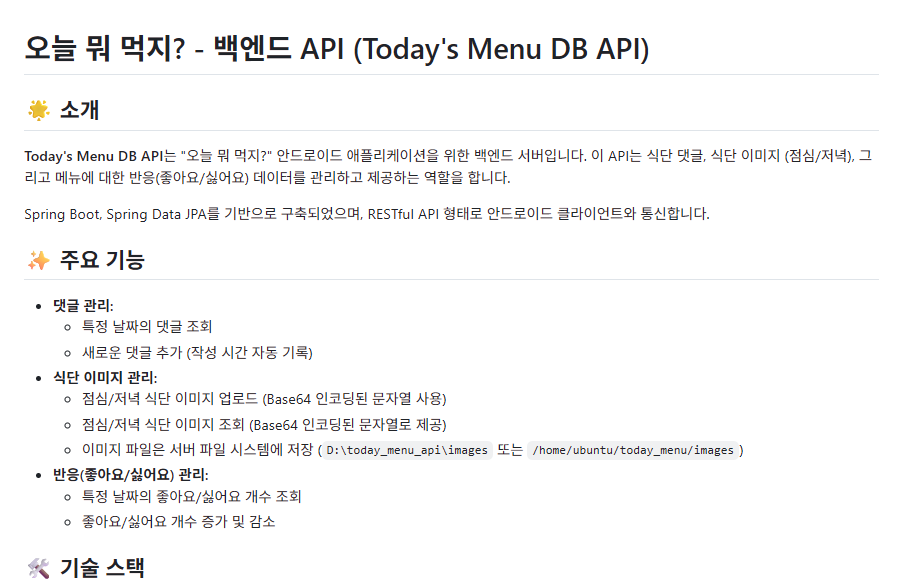 오늘 뭐 먹지? - 백엔드 API (Today's Menu DB API)
🌟 소개
Today's Menu DB API는 "오늘 뭐 먹지?" 안드로이드 애플리케이션을 위한 백엔드 서버입니다. 이 API는 식단 댓글, 식단 이미지 (점심/저녁), 그
리고 메뉴에 대한 반응(좋아요/싫어요) 데이터를 관리하고 제공하는 역할을 합니다.
Spring Boot, Spring Data JPA를 기반으로 구축되었으며, RESTful API 형태로 안드로이드 클라이언트와 통신합니다.
✨ 주요 기능
• 댓글 관리:
◦ 특정 날짜의 댓글 조회
◦ 새로운 댓글 추가 (작성 시간 자동 기록)
• 식단 이미지 관리:
◦ 점심/저녁 식단 이미지 업로드 (Base64 인코딩된 문자열 사용)
◦ 점심/저녁 식단 이미지 조회 (Base64 인코딩된 문자열로 제공)
◦ 이미지 파일은 서버 파일 시스템에 저장 ( D:\today_menu_api\images 또는 /home/ubuntu/today_menu/images )
• 반응(좋아요/싫어요) 관리:
◦ 특정 날짜의 좋아요/싫어요 개수 조회
◦ 좋아요/싫어요 개수 증가 및 감소
🛠️ 기술 스택